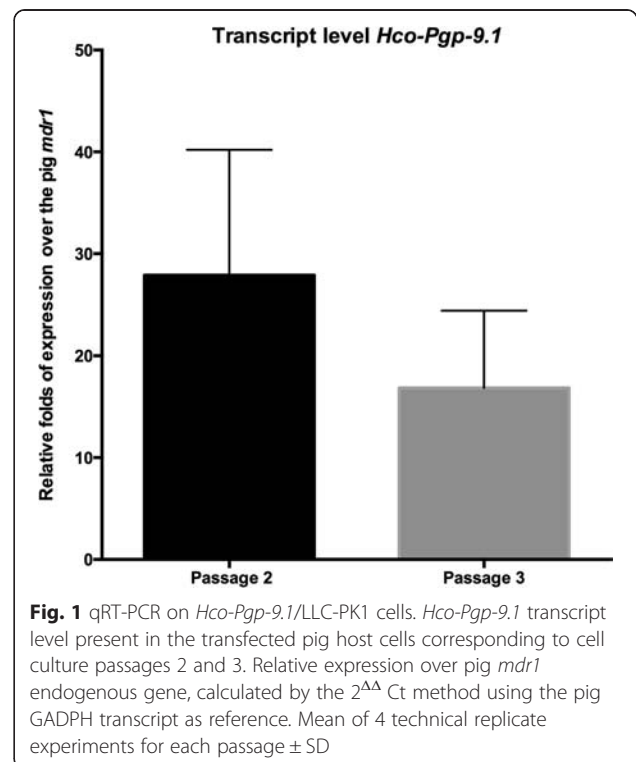 Transcript level Hco-Pgp-9.1
Relative folds of expression over the pig mdr1
50
40
30
20
10
0
Passage 2
Passage 3
Fig. 1 qRT-PCR on Hco-Pgp-9.1/LLC-PK1 cells. Hco-Pgp-9.1 transcript
level present in the transfected pig host cells corresponding to cell
culture passages 2 and 3. Relative expression over pig mdr1
endogenous gene, calculated by the 2^ΔΔ Ct method using the pig
GADPH transcript as reference. Mean of 4 technical replicate
experiments for each passage ± SD